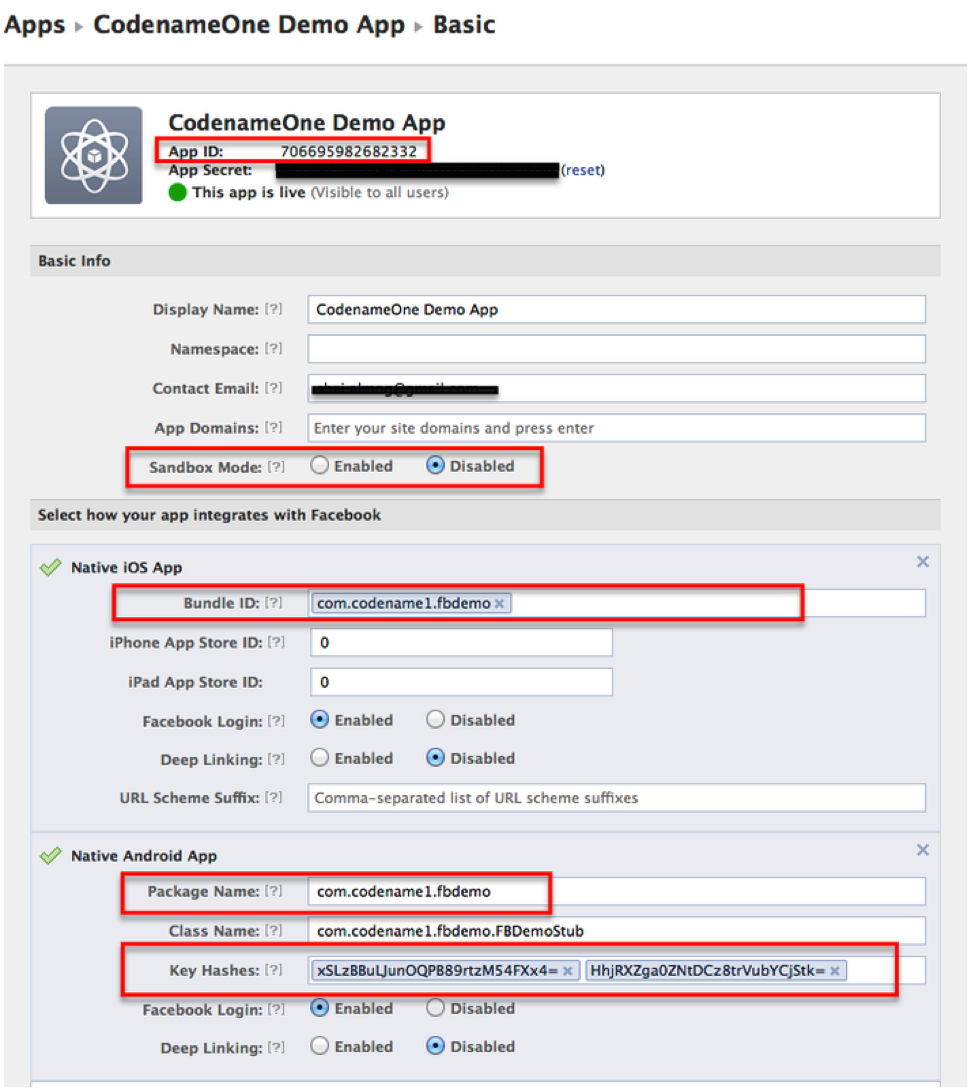 Apps ▸ CodenameOne Demo App ▸ Basic
CodenameOne Demo App
App ID: 706695982682332
App Secret: (reset)
This app is live (Visible to all users)
Basic Info
Display Name: [?] CodenameOne Demo App
Namespace: [?]
Contact Email: [?]
App Domains: [?] Enter your site domains and press enter
Sandbox Mode: [?] Enabled Disabled
Select how your app integrates with Facebook
Native iOS App ×
Bundle ID: [?] com.codename1.fbdemo ×
iPhone App Store ID: [?] 0
iPad App Store ID: 0
Facebook Login: [?] Enabled Disabled
Deep Linking: [?] Enabled Disabled
URL Scheme Suffix: [?] Comma-separated list of URL scheme suffixes
Native Android App ×
Package Name: [?] com.codename1.fbdemo
Class Name: [?] com.codename1.fbdemo.FBDemoStub
Key Hashes: [?] xSLzBBuLJunOQPB89rtzM54FXx4= × HhjRXZga0ZNtDCz8trVubYCjStk= ×
Facebook Login: [?] Enabled Disabled
Deep Linking: [?] Enabled Disabled